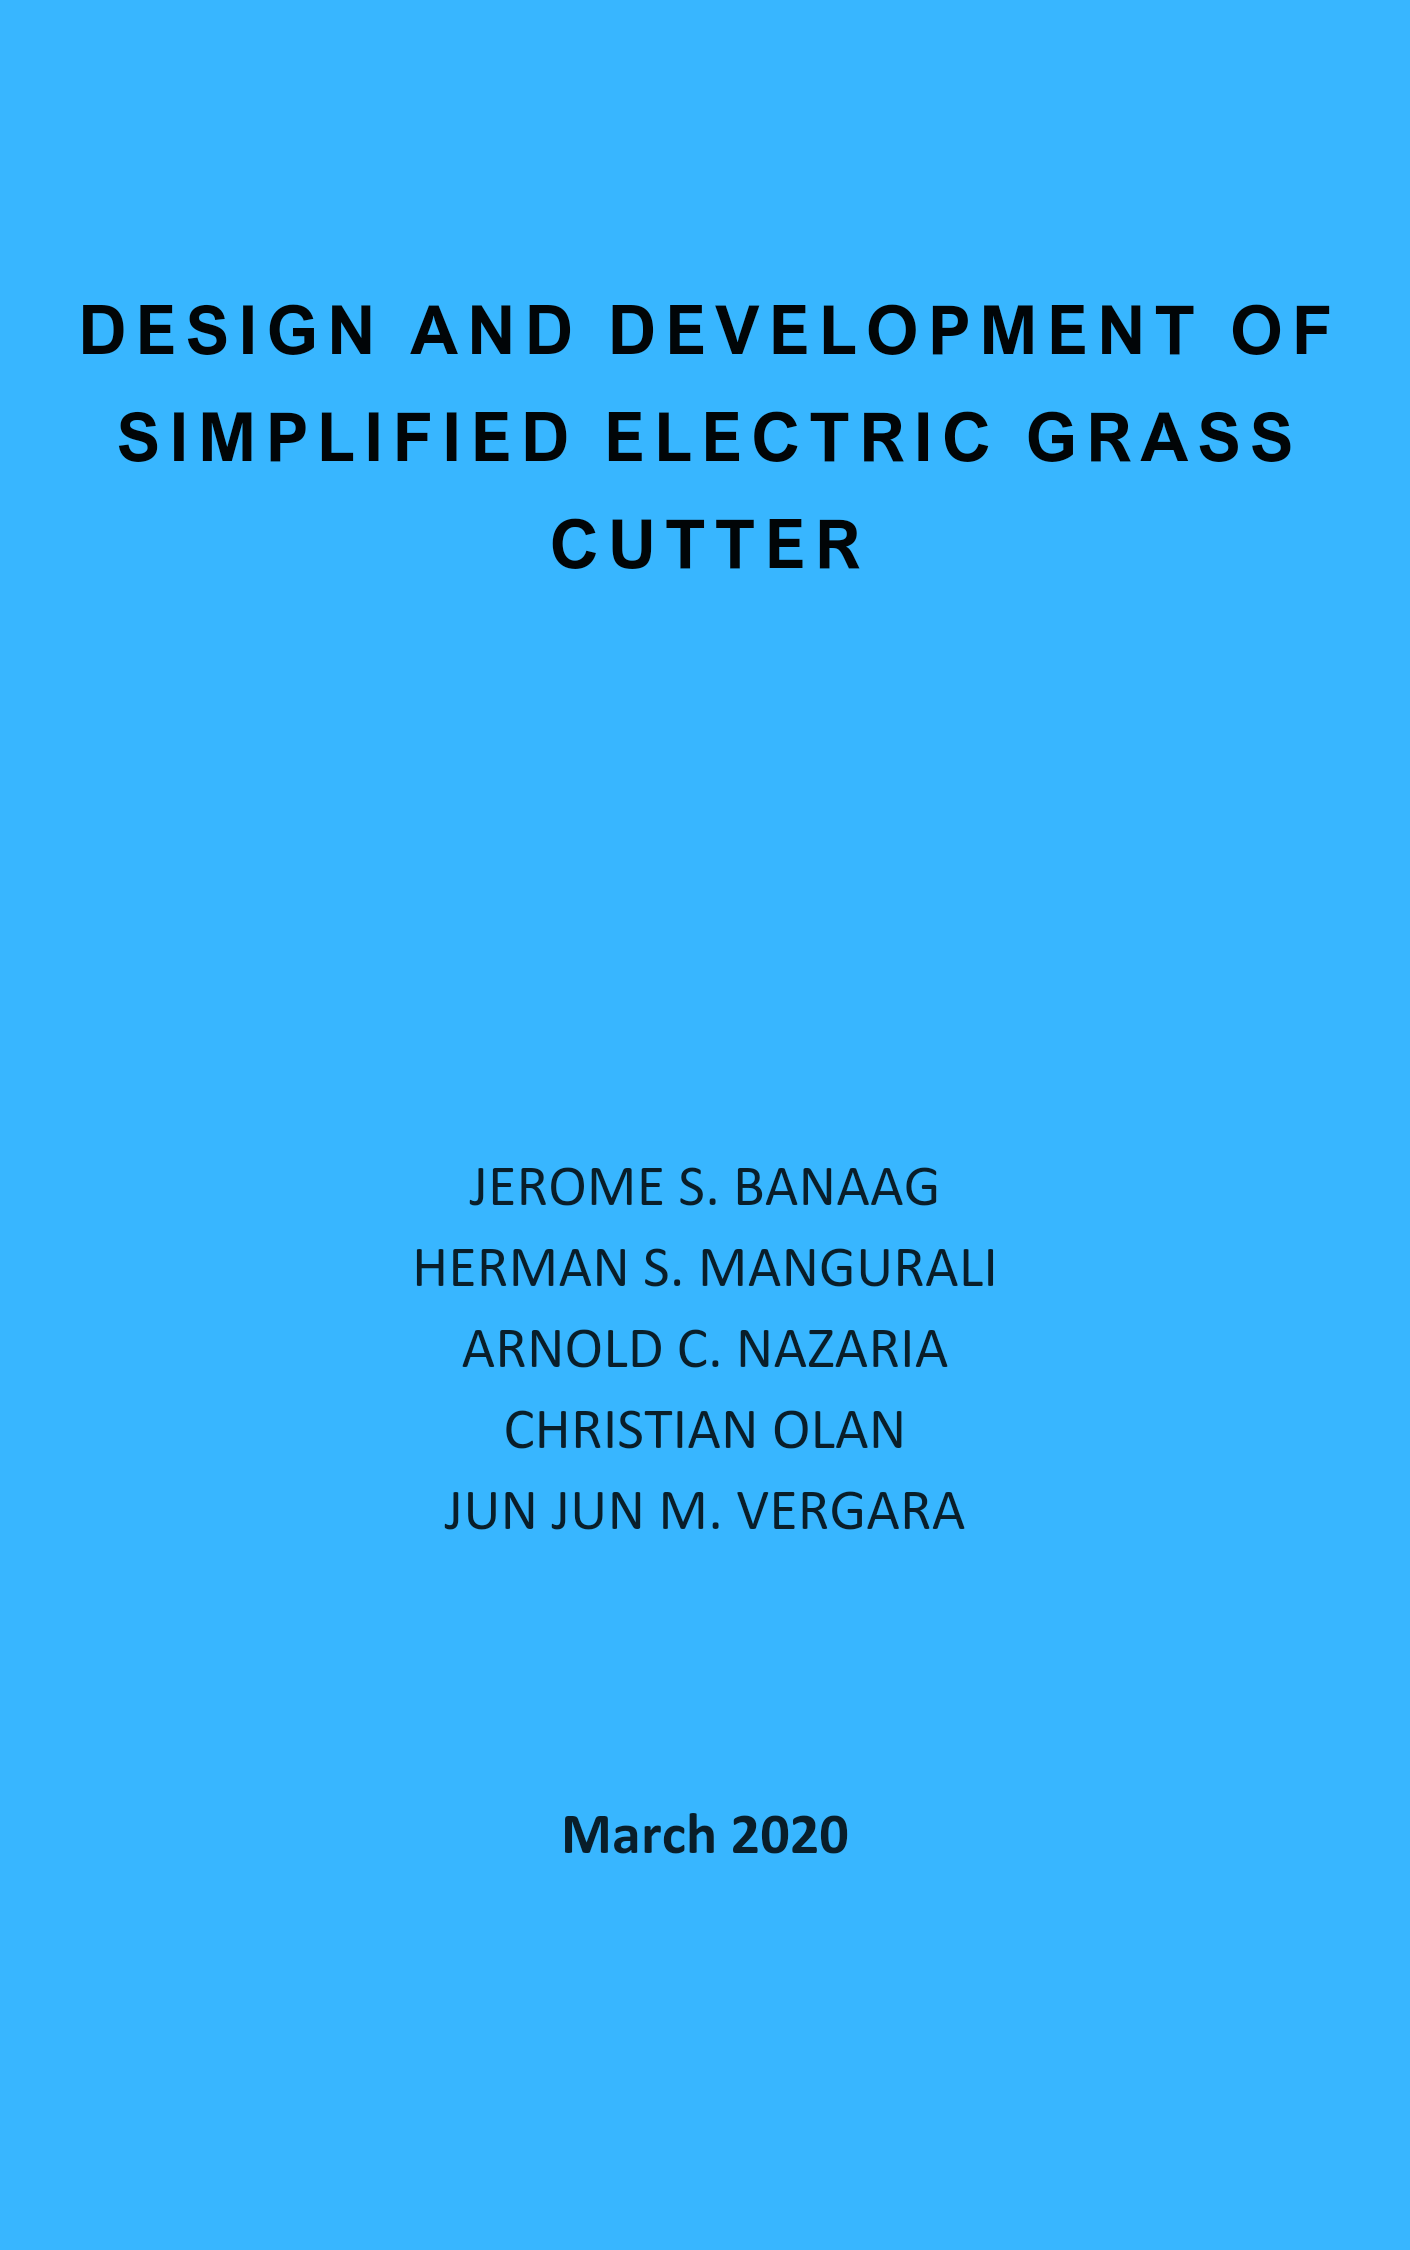 DESIGN AND DEVELOPMENT OF
SIMPLIFIED ELECTRIC GRASS
CUTTER
JEROME S. BANAAG
HERMAN S. MANGURALI
ARNOLD C. NAZARIA
CHRISTIAN OLAN
JUN JUN M. VERGARA
March 2020